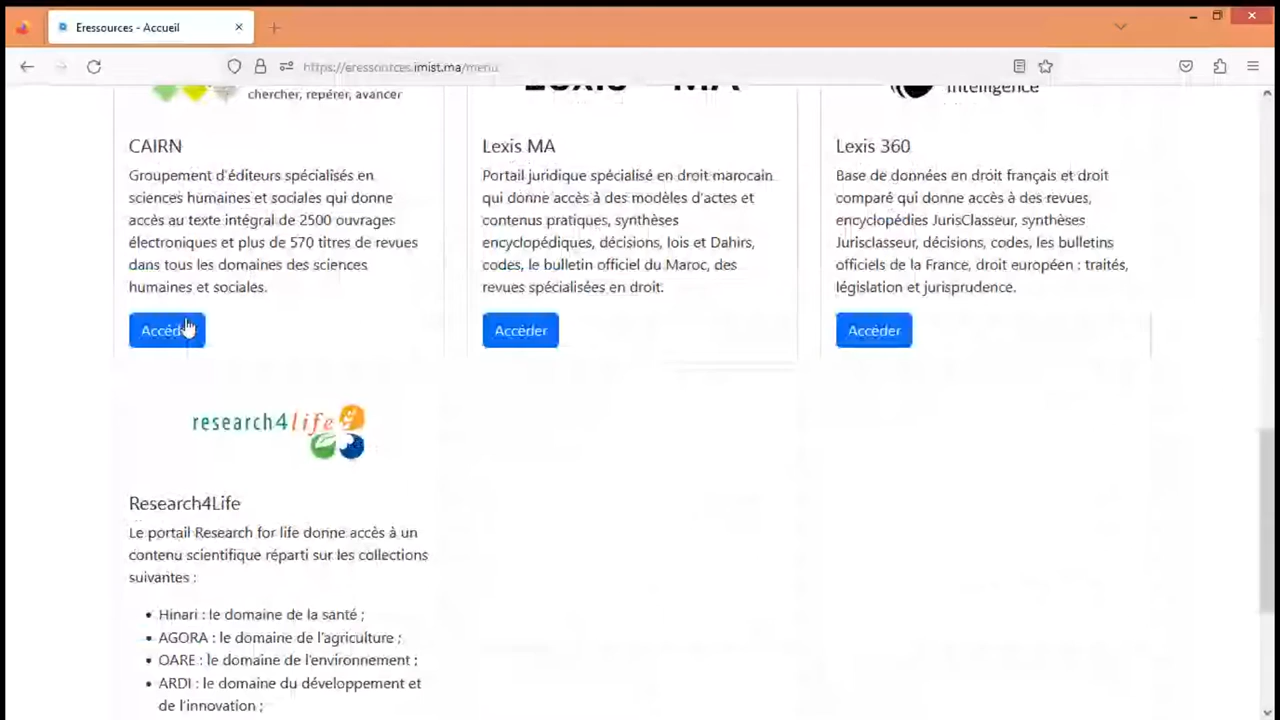 Eressources - Accueil
https://eressources.imist.ma/menu
chercher, repérer, avancer
Lexis MA
intelligence
CAIRN
Groupement d'éditeurs spécialisés en
sciences humaines et sociales qui donne
accès au texte intégral de 2500 ouvrages
électroniques et plus de 570 titres de revues
dans tous les domaines des sciences
humaines et sociales.
Accéder
Lexis MA
Portail juridique spécialisé en droit marocain
qui donne accès à des modèles d'actes et
contenus pratiques, synthèses
encyclopédiques, décisions, lois et Dahirs,
codes, le bulletin officiel du Maroc, des
revues spécialisées en droit.
Accéder
Lexis 360
Base de données en droit français et droit
comparé qui donne accès à des revues,
encyclopédies JurisClasseur, synthèses
Jurisclasseur, décisions, codes, les bulletins
officiels de la France, droit européen : traités,
législation et jurisprudence.
Accéder
research4life
Research4Life
Le portail Research for life donne accès à un
contenu scientifique réparti sur les collections
suivantes :
• Hinari : le domaine de la santé ;
• AGORA : le domaine de l'agriculture ;
• OARE : le domaine de l'environnement ;
• ARDI : le domaine du développement et
de l'innovation ;